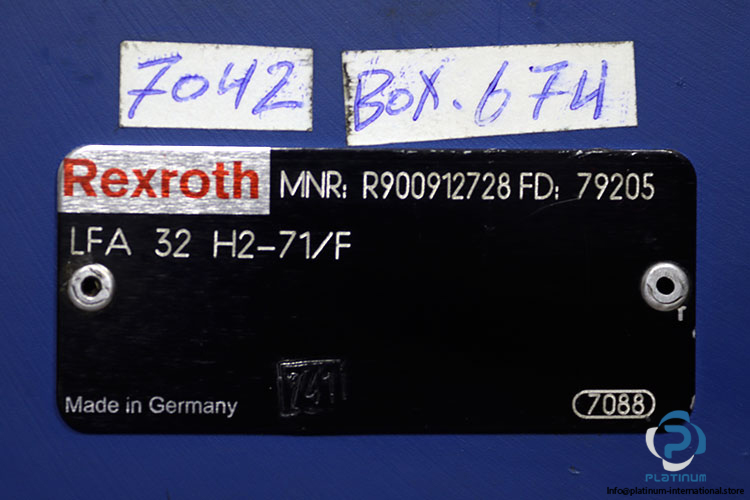 7042
BOX.674
Rexroth MNR: R900912728 FD: 79205
LFA 32 H2-71/F
Made in Germany
7088
PLATINUM
Info@platinum-international.store